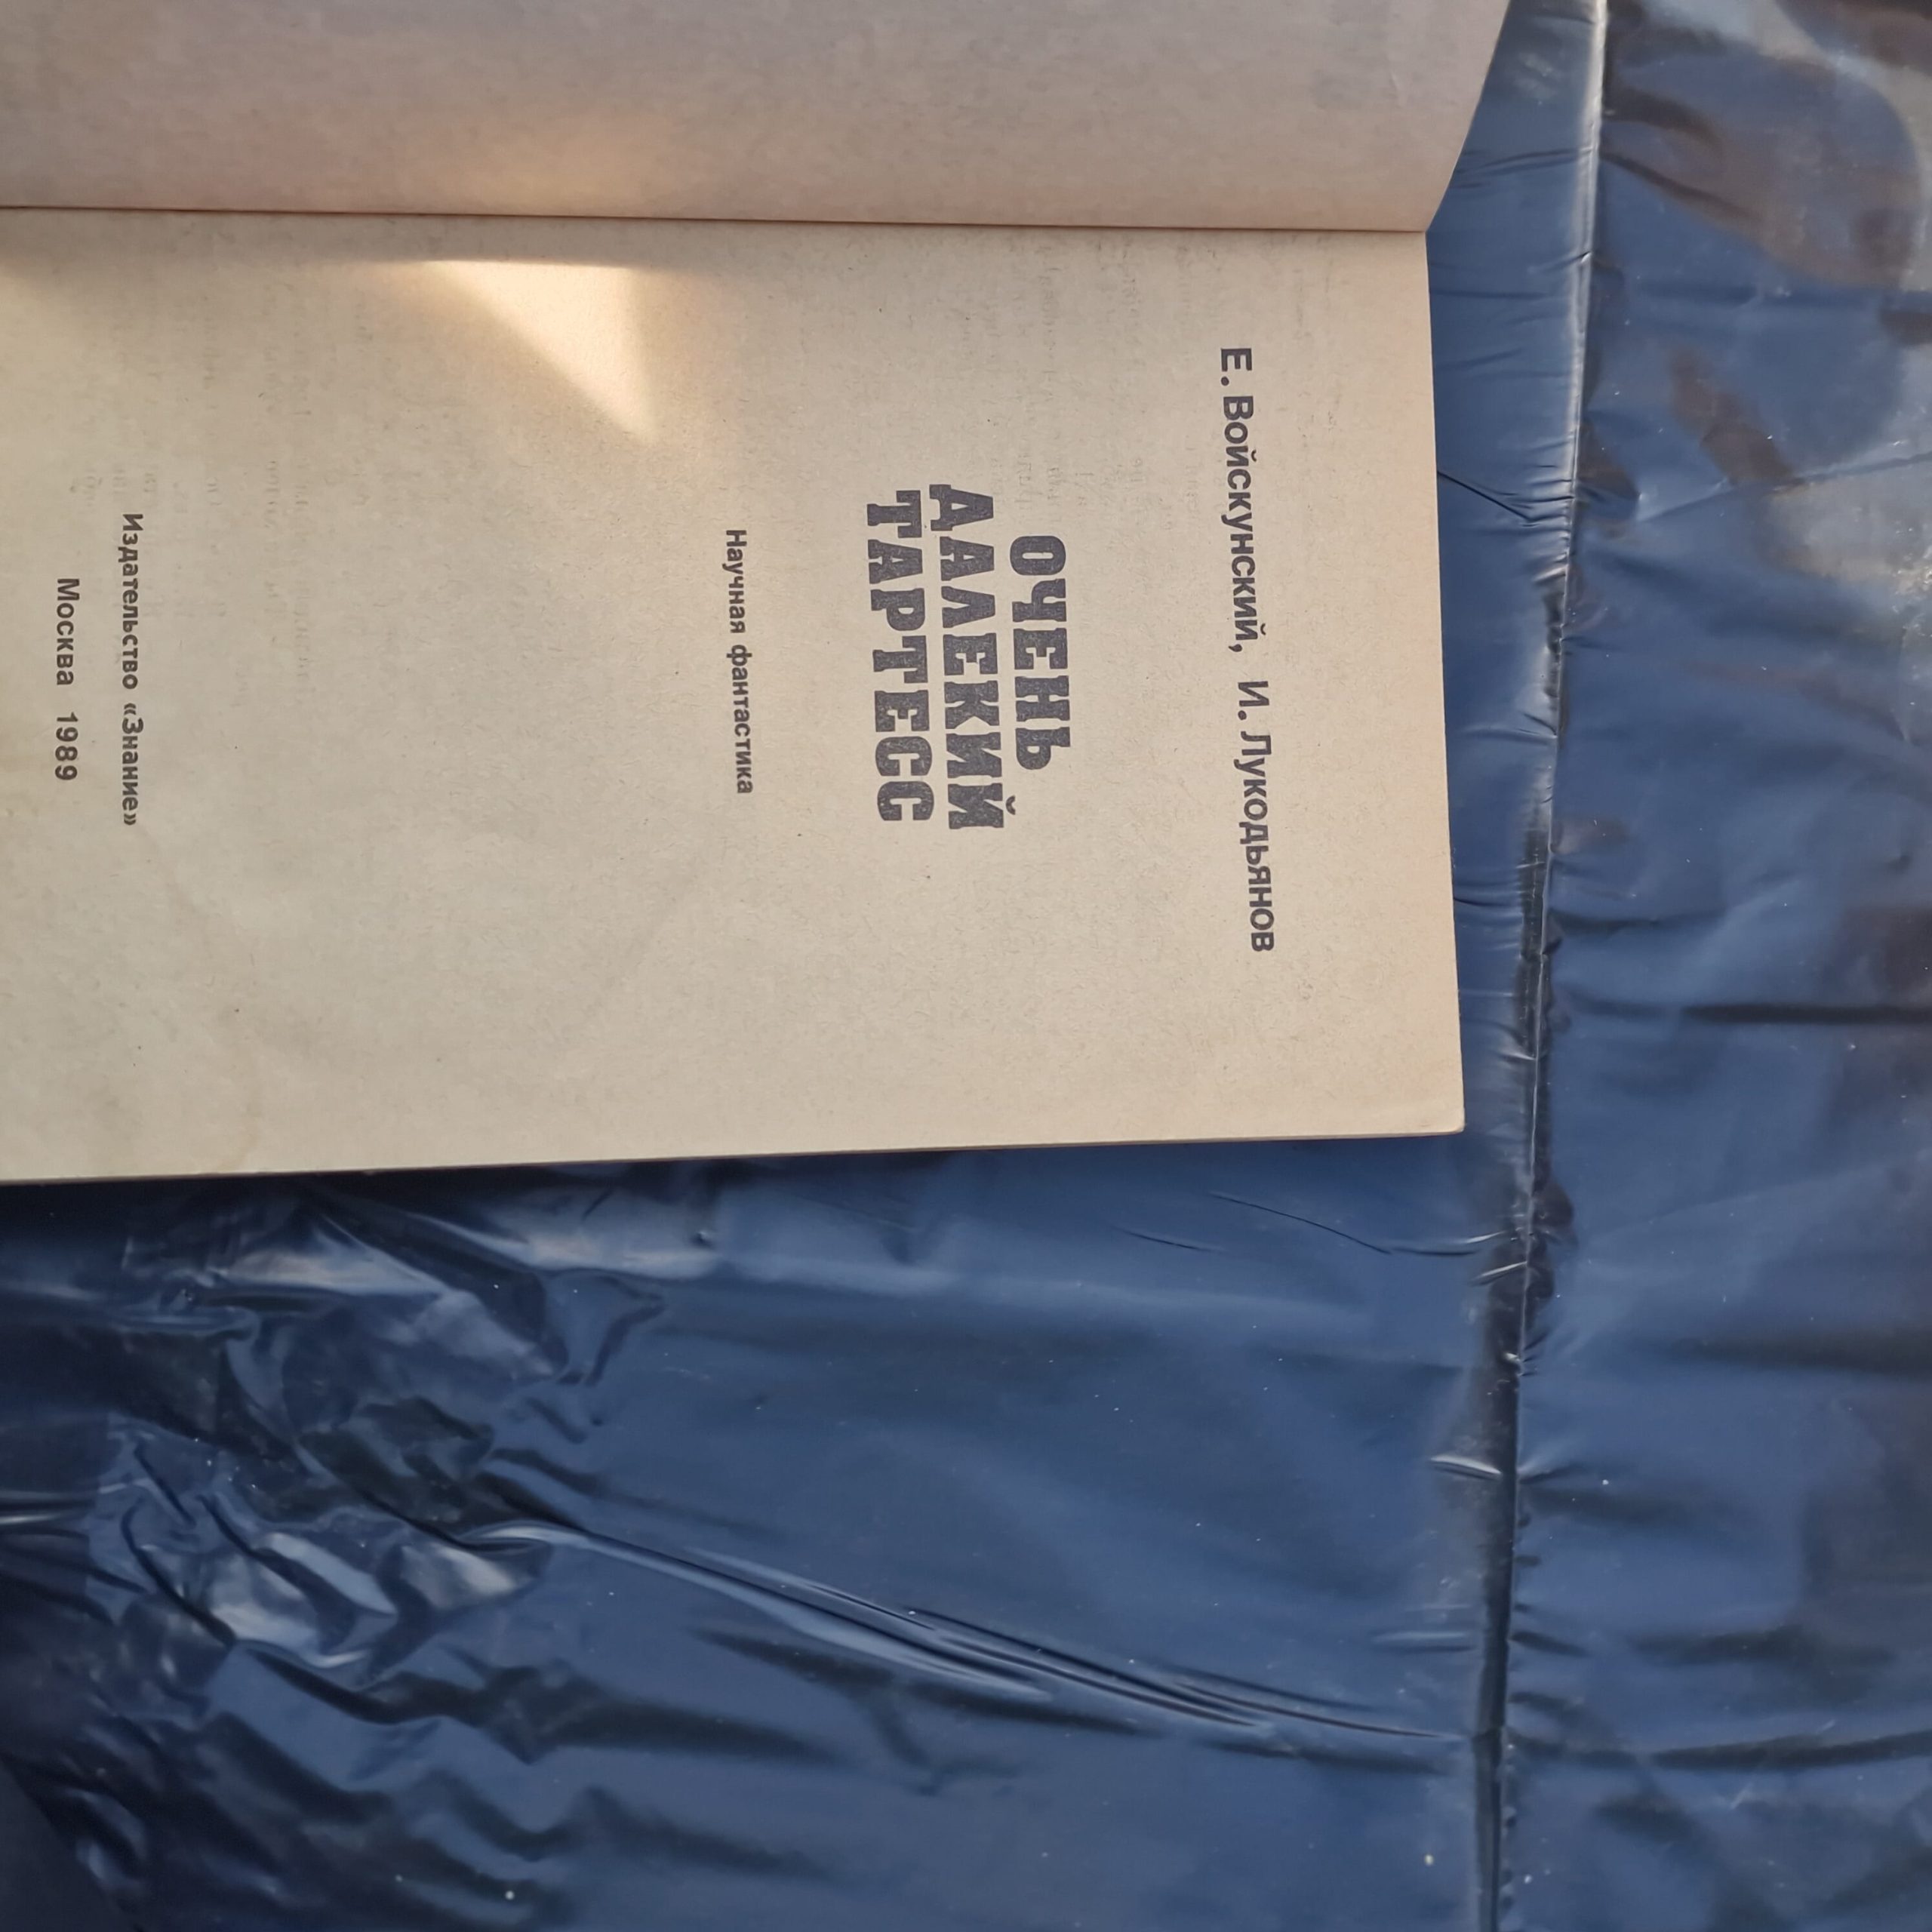 Е. Войскунский, И. Лукодьянов
ОЧЕНЬ
ДАЛЕКИЙ
ТАРТЕСС
Научная фантастика
Издательство «Знание»
Москва 1989